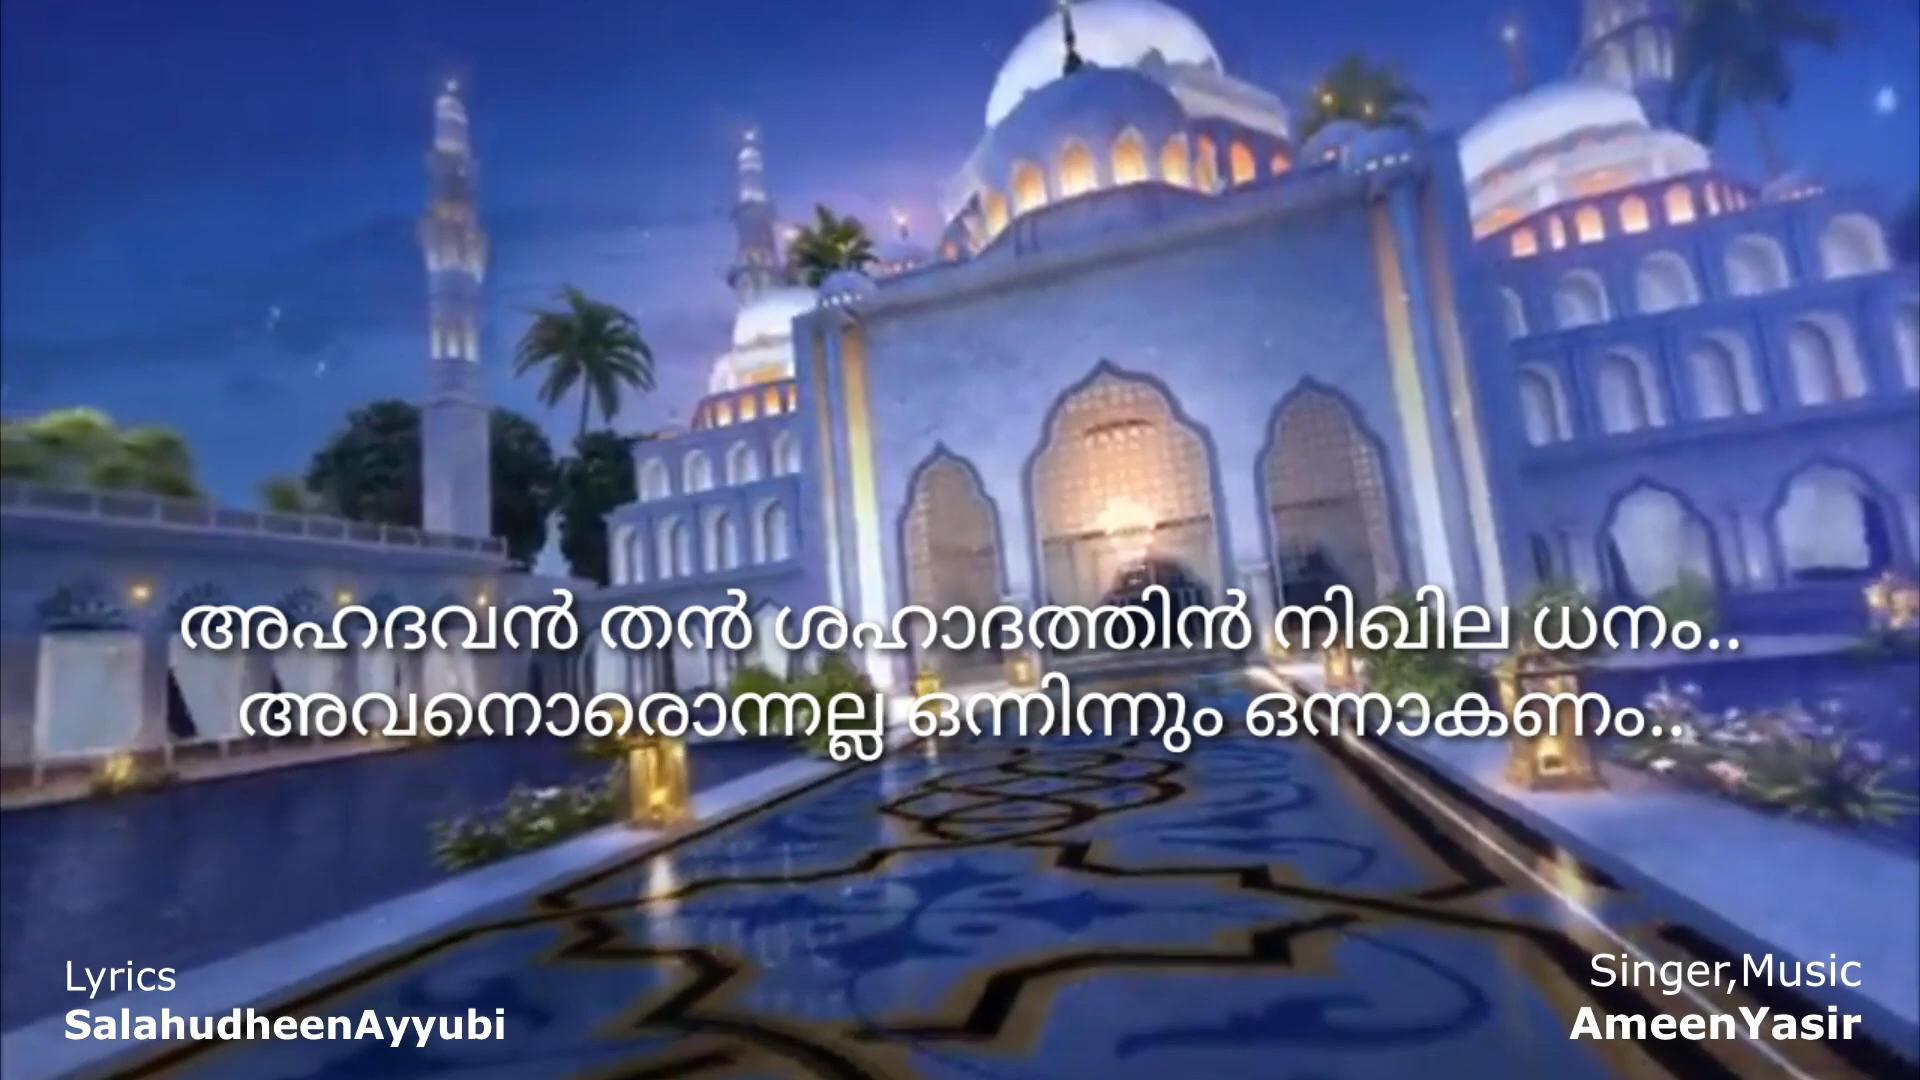 അഹദവൻ തൻ ശഹാദത്തിൻ നിഖില ധനം..
അവനൊരൊന്നല്ല ഒന്നിന്നും ഒന്നാകണം..
Lyrics
SalahudheenAyyubi
Singer,Music
AmeenYasir